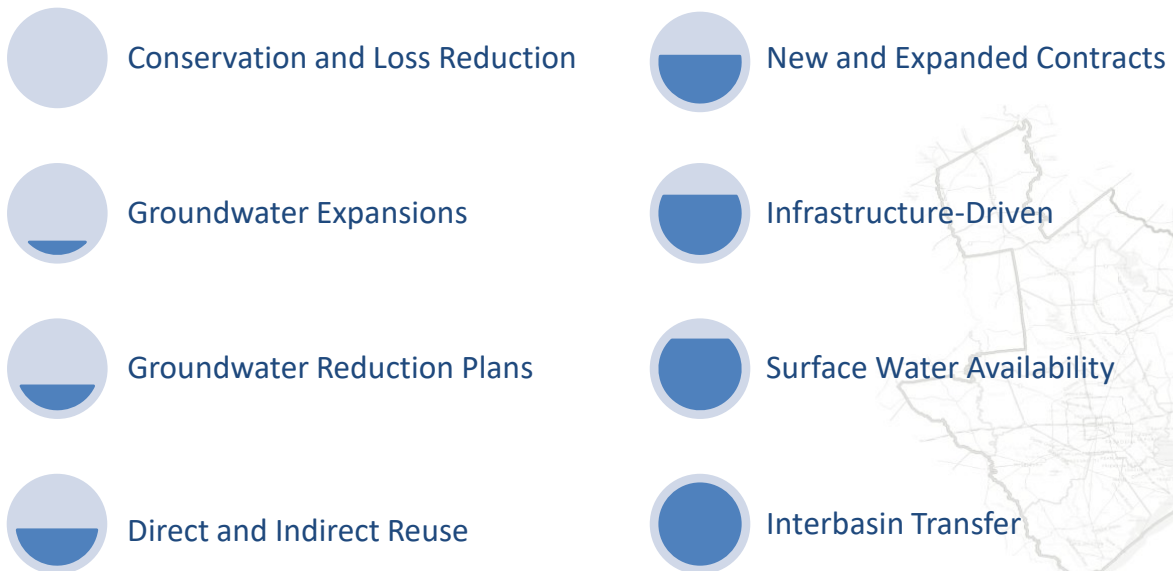 Conservation and Loss Reduction
Groundwater Expansions
Groundwater Reduction Plans
Direct and Indirect Reuse
New and Expanded Contracts
Infrastructure-Driven
Surface Water Availability
Interbasin Transfer